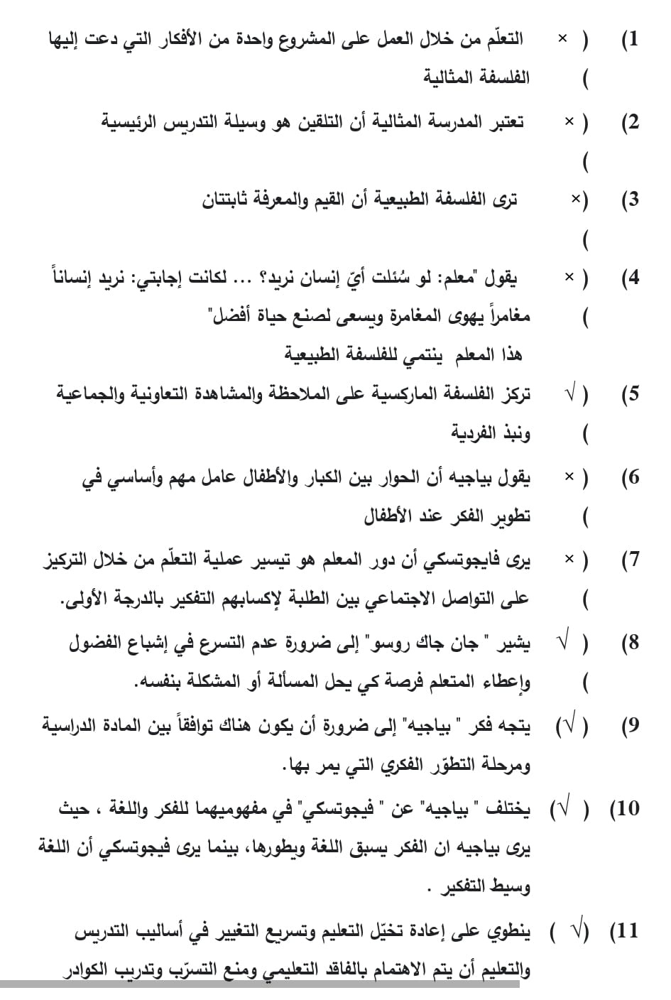 1) ( × التعلّم من خلال العمل على المشروع واحدة من الأفكار التي دعت إليها
) الفلسفة المثالية
2) ( × تعتبر المدرسة المثالية أن التلقين هو وسيلة التدريس الرئيسية
)
3) (× ترى الفلسفة الطبيعية أن القيم والمعرفة ثابتتان
)
4) ( × يقول "معلم: لو سُئلت أيّ إنسان نريد؟ ... لكانت إجابتي: نريد إنساناً
) مغامراً يهوى المغامرة ويسعى لصنع حياة أفضل"
هذا المعلم ينتمي للفلسفة الطبيعية
5) ( √ تركز الفلسفة الماركسية على الملاحظة والمشاهدة التعاونية والجماعية
) ونبذ الفردية
6) ( × يقول بياجيه أن الحوار بين الكبار والأطفال عامل مهم وأساسي في
) تطوير الفكر عند الأطفال
7) ( × يرى فايجوتسكي أن دور المعلم هو تيسير عملية التعلّم من خلال التركيز
) على التواصل الاجتماعي بين الطلبة لإكسابهم التفكير بالدرجة الأولى.
8) ( √ يشير " جان جاك روسو" إلى ضرورة عدم التسرع في إشباع الفضول
) وإعطاء المتعلم فرصة كي يحل المسألة أو المشكلة بنفسه.
9) ( √) يتجه فكر " بياجيه" إلى ضرورة أن يكون هناك توافقاً بين المادة الدراسية
ومرحلة التطوّر الفكري التي يمر بها.
10) ( √) يختلف " بياجيه" عن " فيجوتسكي" في مفهوميهما للفكر واللغة ، حيث
يرى بياجيه ان الفكر يسبق اللغة ويطورها، بينما يرى فيجوتسكي أن اللغة
وسيط التفكير .
11) (√ ) ينطوي على إعادة تخيّل التعليم وتسريع التغيير في أساليب التدريس
والتعليم أن يتم الاهتمام بالفاقد التعليمي ومنع التسرّب وتدريب الكوادر